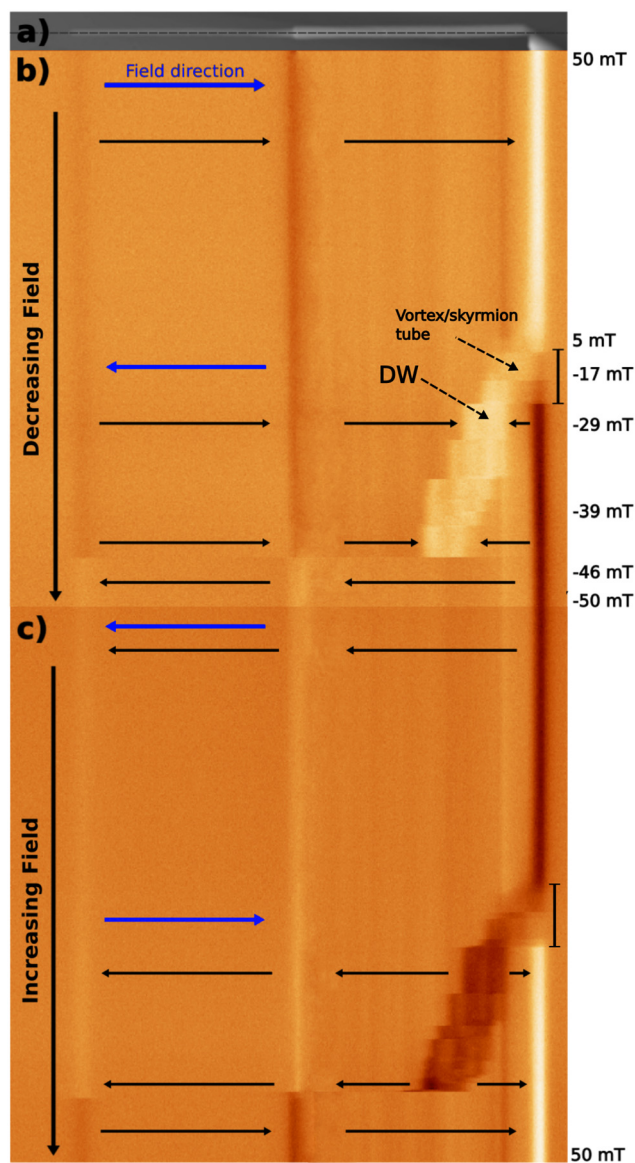 a)
b)
50 mT
Field direction
Decreasing Field
Vortex/skyrmion
tube
5 mT
DW
-17 mT
-29 mT
-39 mT
-46 mT
-50 mT
c)
Increasing Field
50 mT